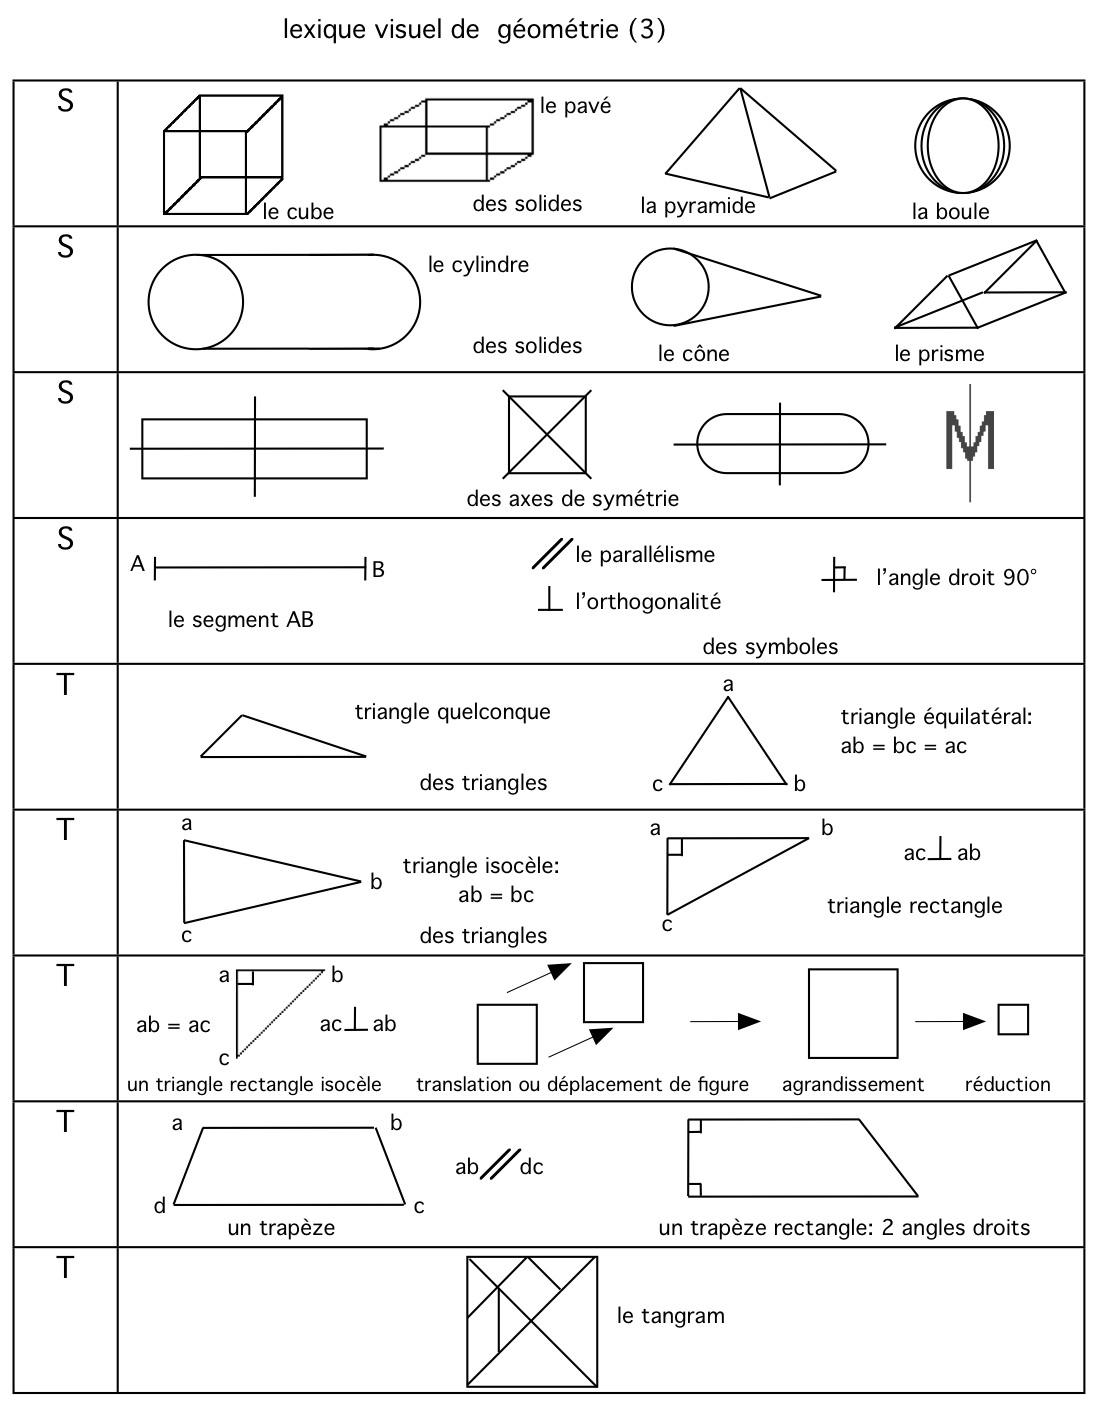 lexique visuel de  géométrie (3)
S
le pavé
des solides
le cube
la pyramide
la boule
S
le cylindre
des solides
le cône
le prisme
S
M
des axes de symétrie
S
A
B
le segment AB
// le parallélisme
⊥ l'orthogonalité
l'angle droit 90°
des symboles
T
triangle quelconque
des triangles
a
c
b
triangle équilatéral:
ab = bc = ac
T
a
b
c
triangle isocèle:
ab = bc
des triangles
a
b
c
ac⊥ab
triangle rectangle
T
a
b
c
ab = ac
ac⊥ab
un triangle rectangle isocèle
translation ou déplacement de figure
agrandissement
réduction
T
a
b
d
c
ab//dc
un trapèze
un trapèze rectangle: 2 angles droits
T
le tangram